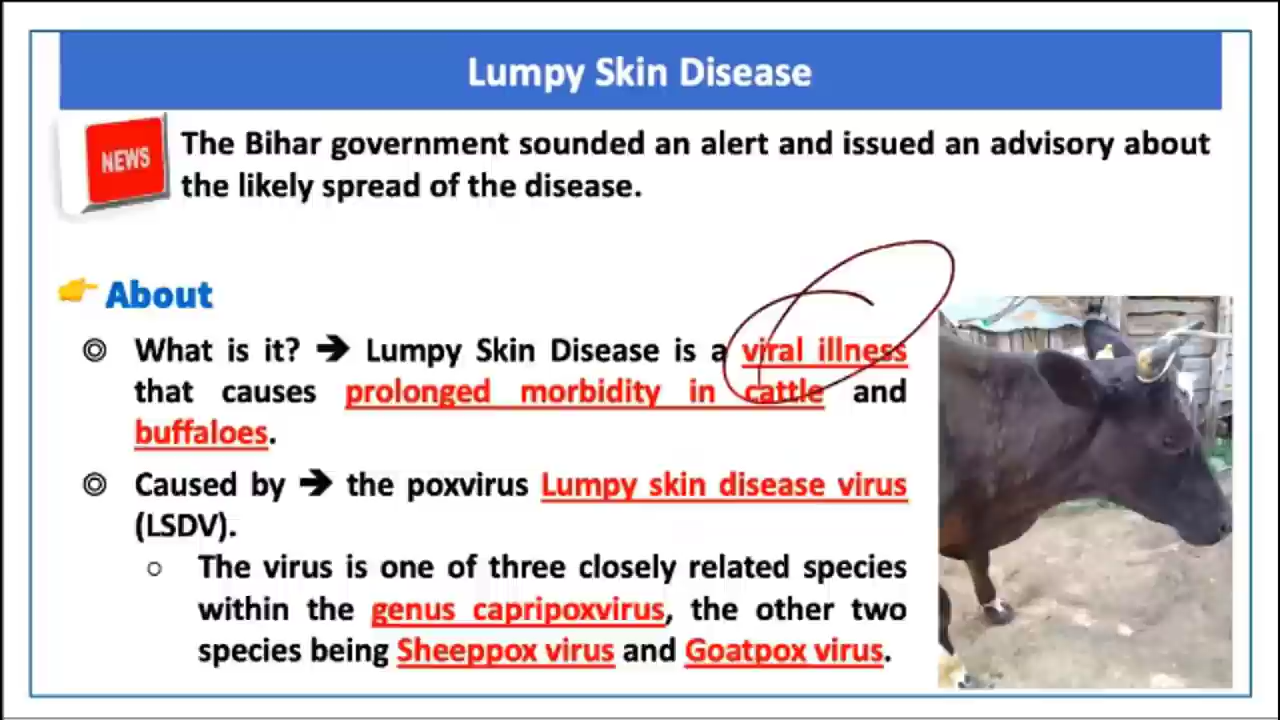 Lumpy Skin Disease
NEWS
The Bihar government sounded an alert and issued an advisory about
the likely spread of the disease.
About
What is it? ➔ Lumpy Skin Disease is a viral illness
that causes prolonged morbidity in cattle and
buffaloes.
Caused by ➔ the poxvirus Lumpy skin disease virus
(LSDV).
The virus is one of three closely related species
within the genus capripoxvirus, the other two
species being Sheeppox virus and Goatpox virus.